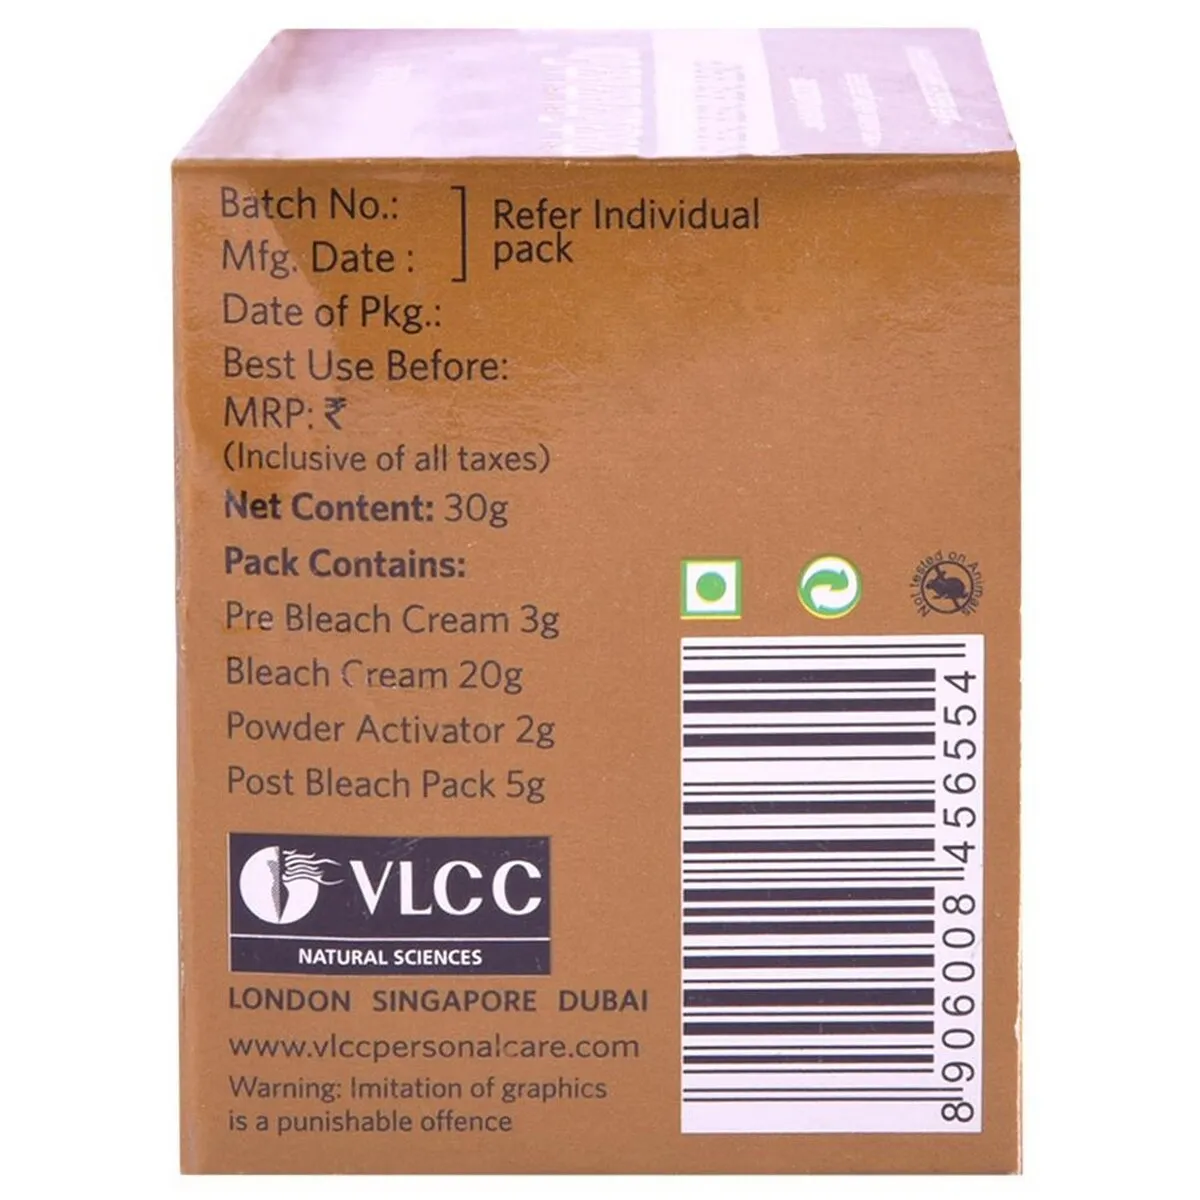 Batch No.:
Mfg. Date :
Refer Individual
pack
Date of Pkg.:
Best Use Before:
MRP: ₹
(Inclusive of all taxes)
Net Content: 30g
Pack Contains:
Pre Bleach Cream 3g
Bleach Cream 20g
Powder Activator 2g
Post Bleach Pack 5g
Not tested on Animals
VLCC
NATURAL SCIENCES
LONDON SINGAPORE DUBAI
www.vlccpersonalcare.com
Warning: Imitation of graphics
is a punishable offence
8906008456554